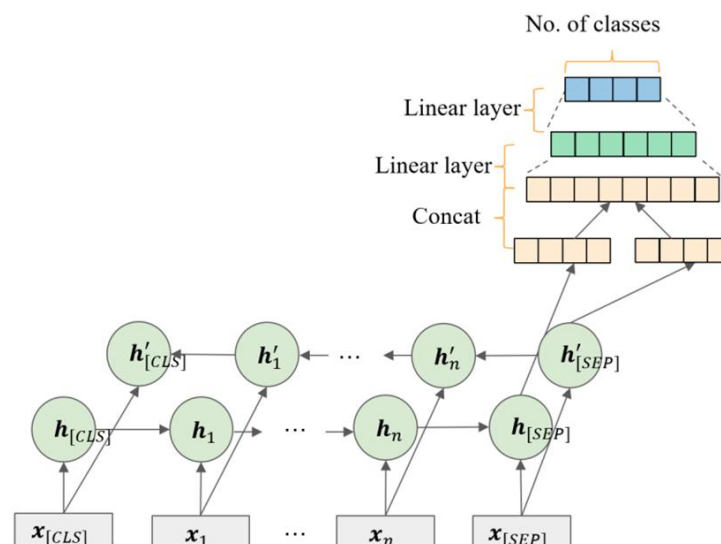 No. of classes
Linear layer
Linear layer
Concat
h′[CLS] h′1 ... h′n h′[SEP]
h[CLS] h1 ... hn h[SEP]
x[CLS] x1 ... xn x[SEP]